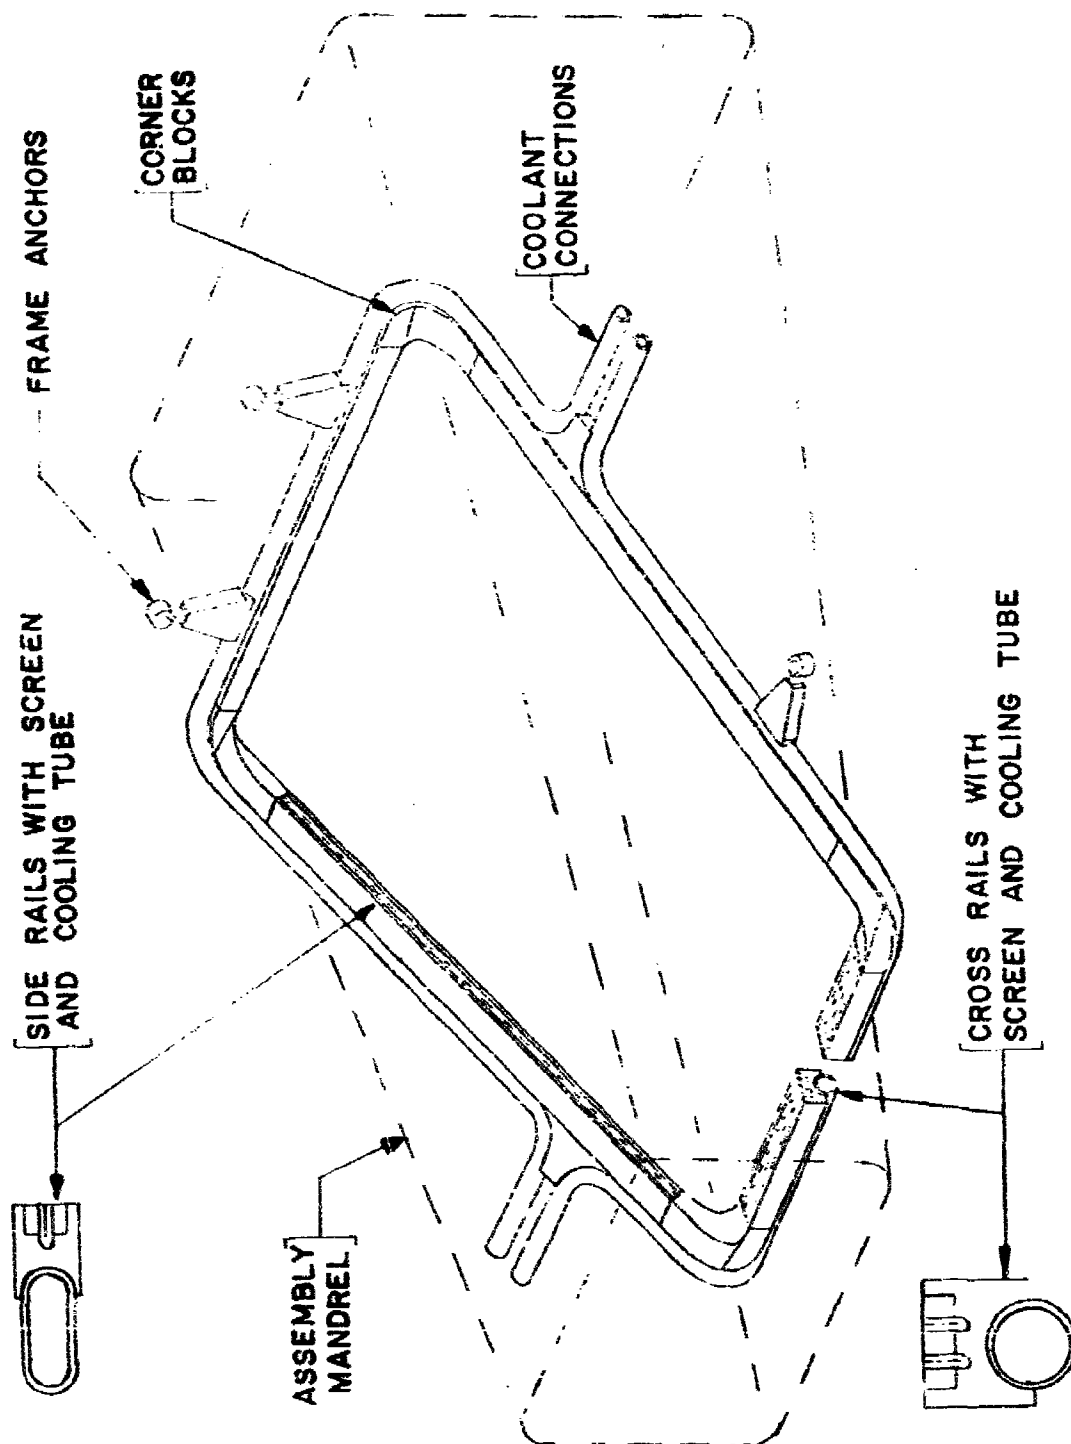 SIDE RAILS WITH SCREEN
AND COOLING TUBE
FRAME ANCHORS
CORNER
BLOCKS
ASSEMBLY
MANDREL
COOLANT
CONNECTIONS
CROSS RAILS WITH
SCREEN AND COOLING TUBE